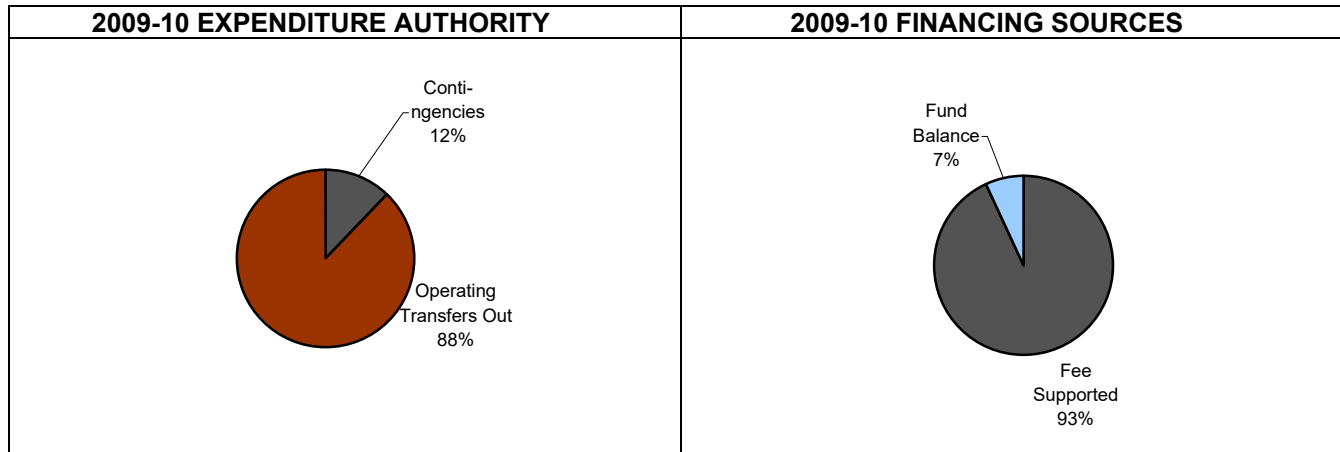 2009-10 EXPENDITURE AUTHORITY
Conti-
ngencies
12%
Operating
Transfers Out
88%
2009-10 FINANCING SOURCES
Fund
Balance
7%
Fee
Supported
93%